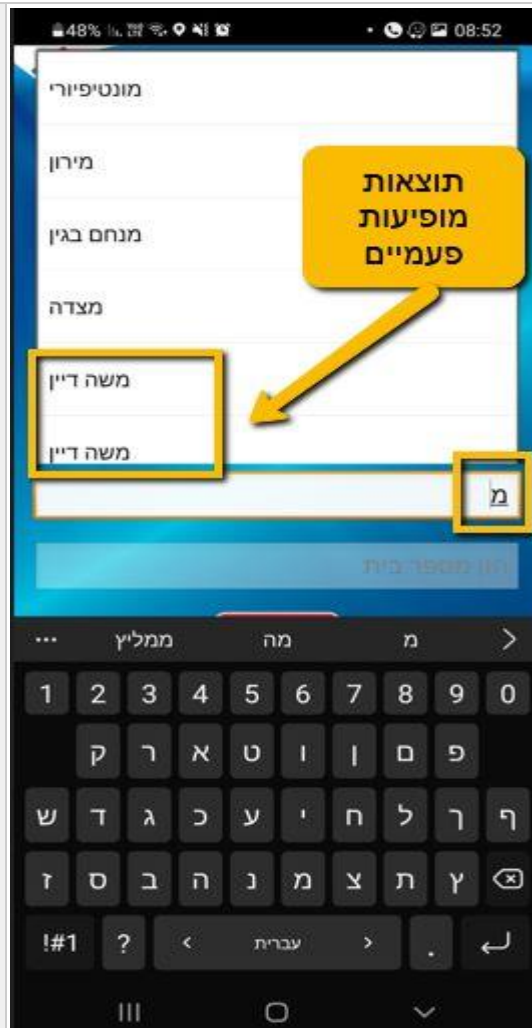 48% 08:52
מונטיפיורי
מירון
מנחם בגין
מצדה
משה דיין
משה דיין
תוצאות
מופיעות
פעמיים
מ
הזן מספר בית
... ממליץ מה מ
1 2 3 4 5 6 7 8 9 0
ק ר א ט ו ן ם פ
ש ד ג כ ע י ח ל ך ף
ז ס ב ה נ מ צ ת ץ
!#1 ? < עברית > .